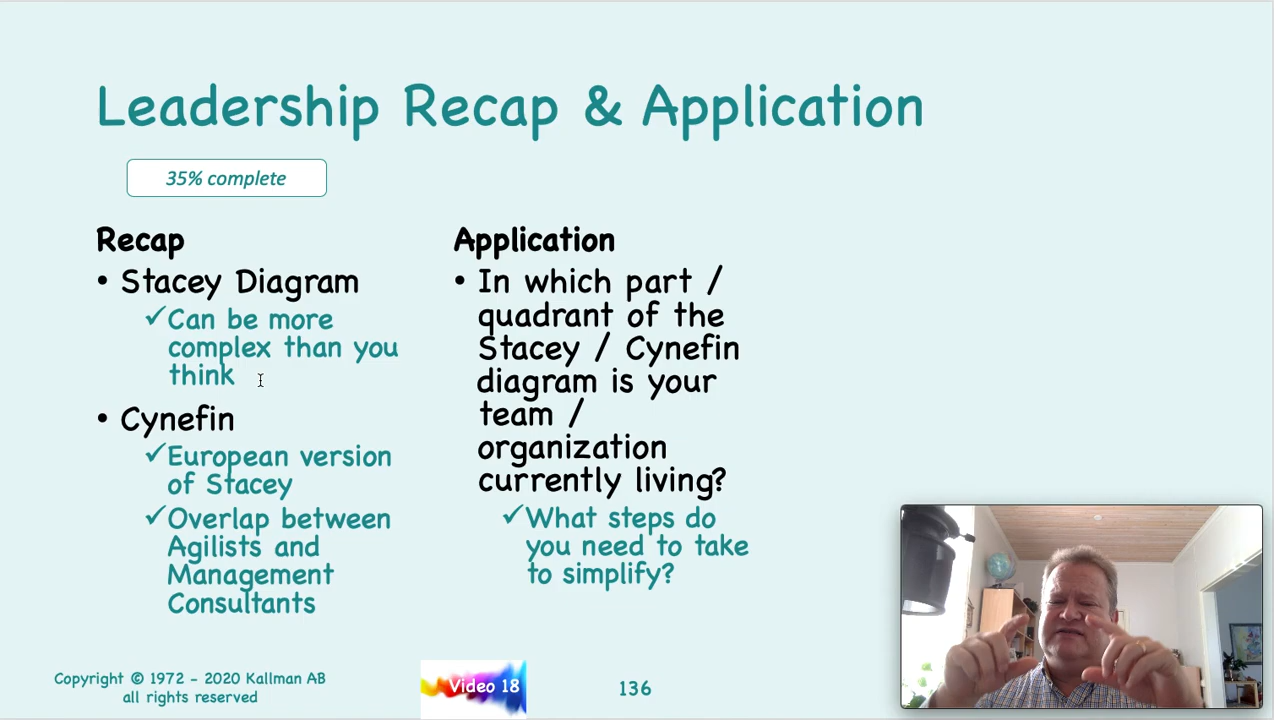 Leadership Recap & Application
35% complete
Recap
• Stacey Diagram
✓Can be more
complex than you
think
• Cynefin
✓European version
of Stacey
✓Overlap between
Agilists and
Management
Consultants
Application
• In which part /
quadrant of the
Stacey / Cynefin
diagram is your
team /
organization
currently living?
✓What steps do
you need to take
to simplify?
Copyright © 1972 - 2020 Kallman AB
all rights reserved
Video 18
136